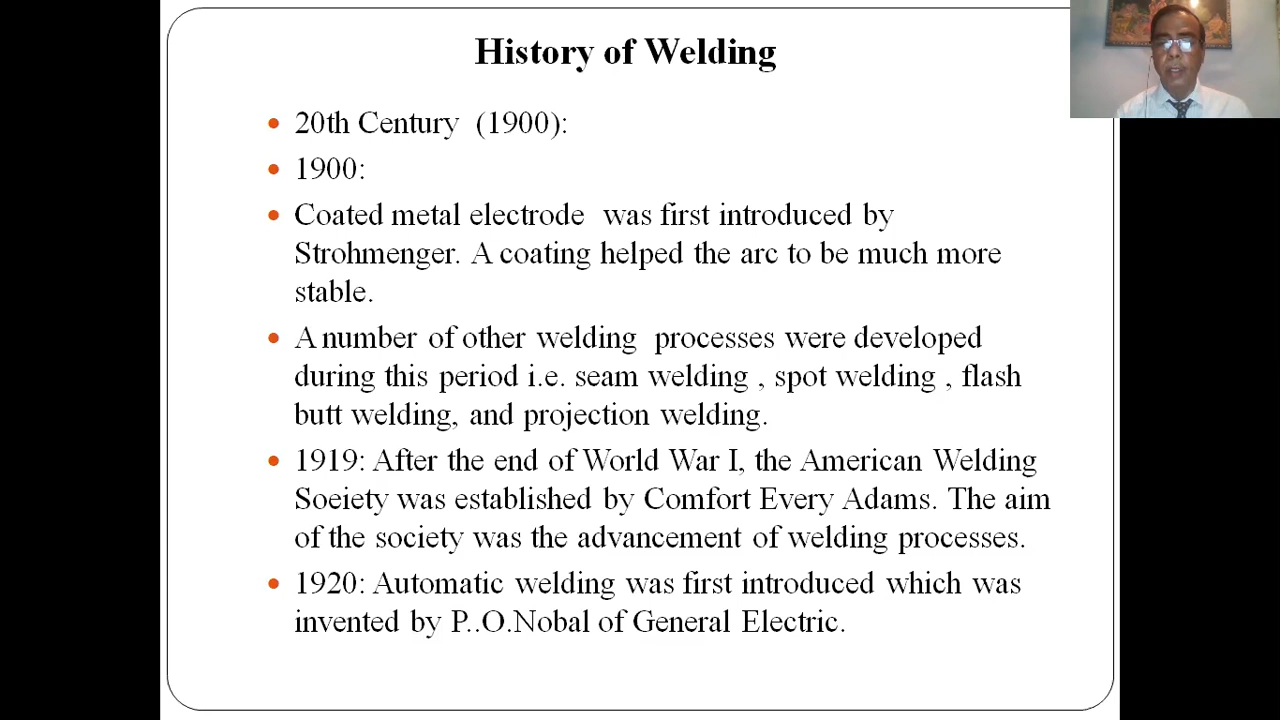 History of Welding
20th Century (1900):
1900:
Coated metal electrode was first introduced by
Strohmenger. A coating helped the arc to be much more
stable.
A number of other welding processes were developed
during this period i.e. seam welding , spot welding , flash
butt welding, and projection welding.
1919: After the end of World War I, the American Welding
Soeiety was established by Comfort Every Adams. The aim
of the society was the advancement of welding processes.
1920: Automatic welding was first introduced which was
invented by P..O.Nobal of General Electric.